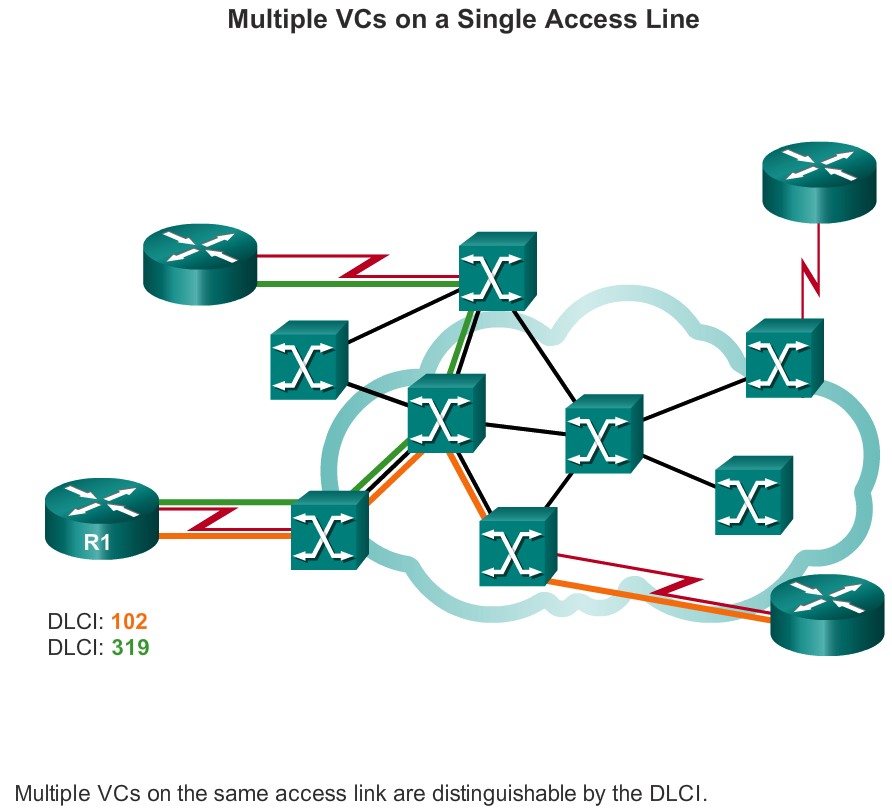 Multiple VCs on a Single Access Line
R1
DLCI: 102
DLCI: 319
Multiple VCs on the same access link are distinguishable by the DLCI.